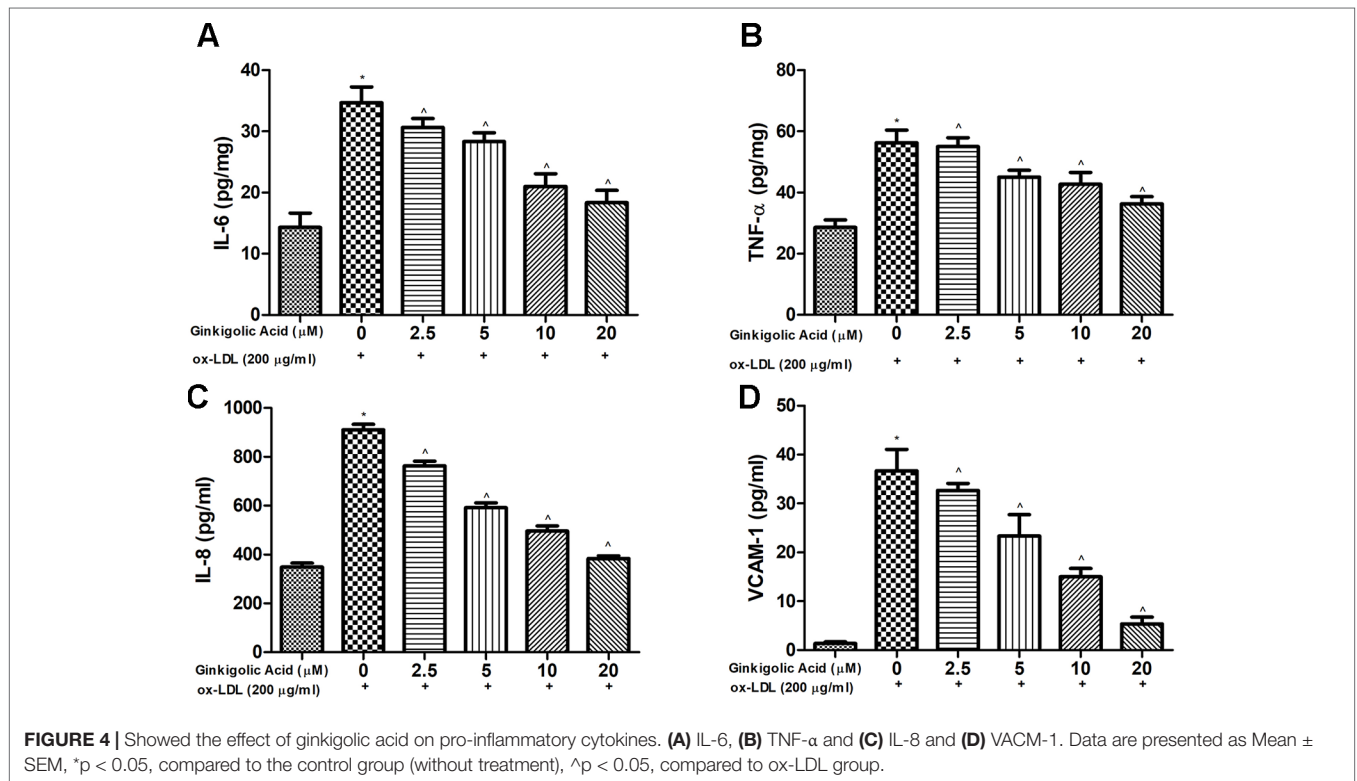 A
IL-6 (pg/mg)
40
30
20
10
0
*
^
^
^
^
Ginkigolic Acid (μM) 0 2.5 5 10 20
ox-LDL (200 μg/ml) + + + + +
B
TNF-α (pg/mg)
80
60
40
20
0
*
^
^
^
^
Ginkigolic Acid (μM) 0 2.5 5 10 20
ox-LDL (200 μg/ml) + + + + +
C
IL-8 (pg/ml)
1000
800
600
400
200
0
*
^
^
^
^
Ginkigolic Acid (μM) 0 2.5 5 10 20
ox-LDL (200 μg/ml) + + + + +
D
VCAM-1 (pg/ml)
50
40
30
20
10
0
*
^
^
^
^
Ginkigolic Acid (μM) 0 2.5 5 10 20
ox-LDL (200 μg/ml) + + + + +
FIGURE 4 | Showed the effect of ginkigolic acid on pro-inflammatory cytokines. (A) IL-6, (B) TNF-α and (C) IL-8 and (D) VACM-1. Data are presented as Mean ±
SEM, *p < 0.05, compared to the control group (without treatment), ^p < 0.05, compared to ox-LDL group.